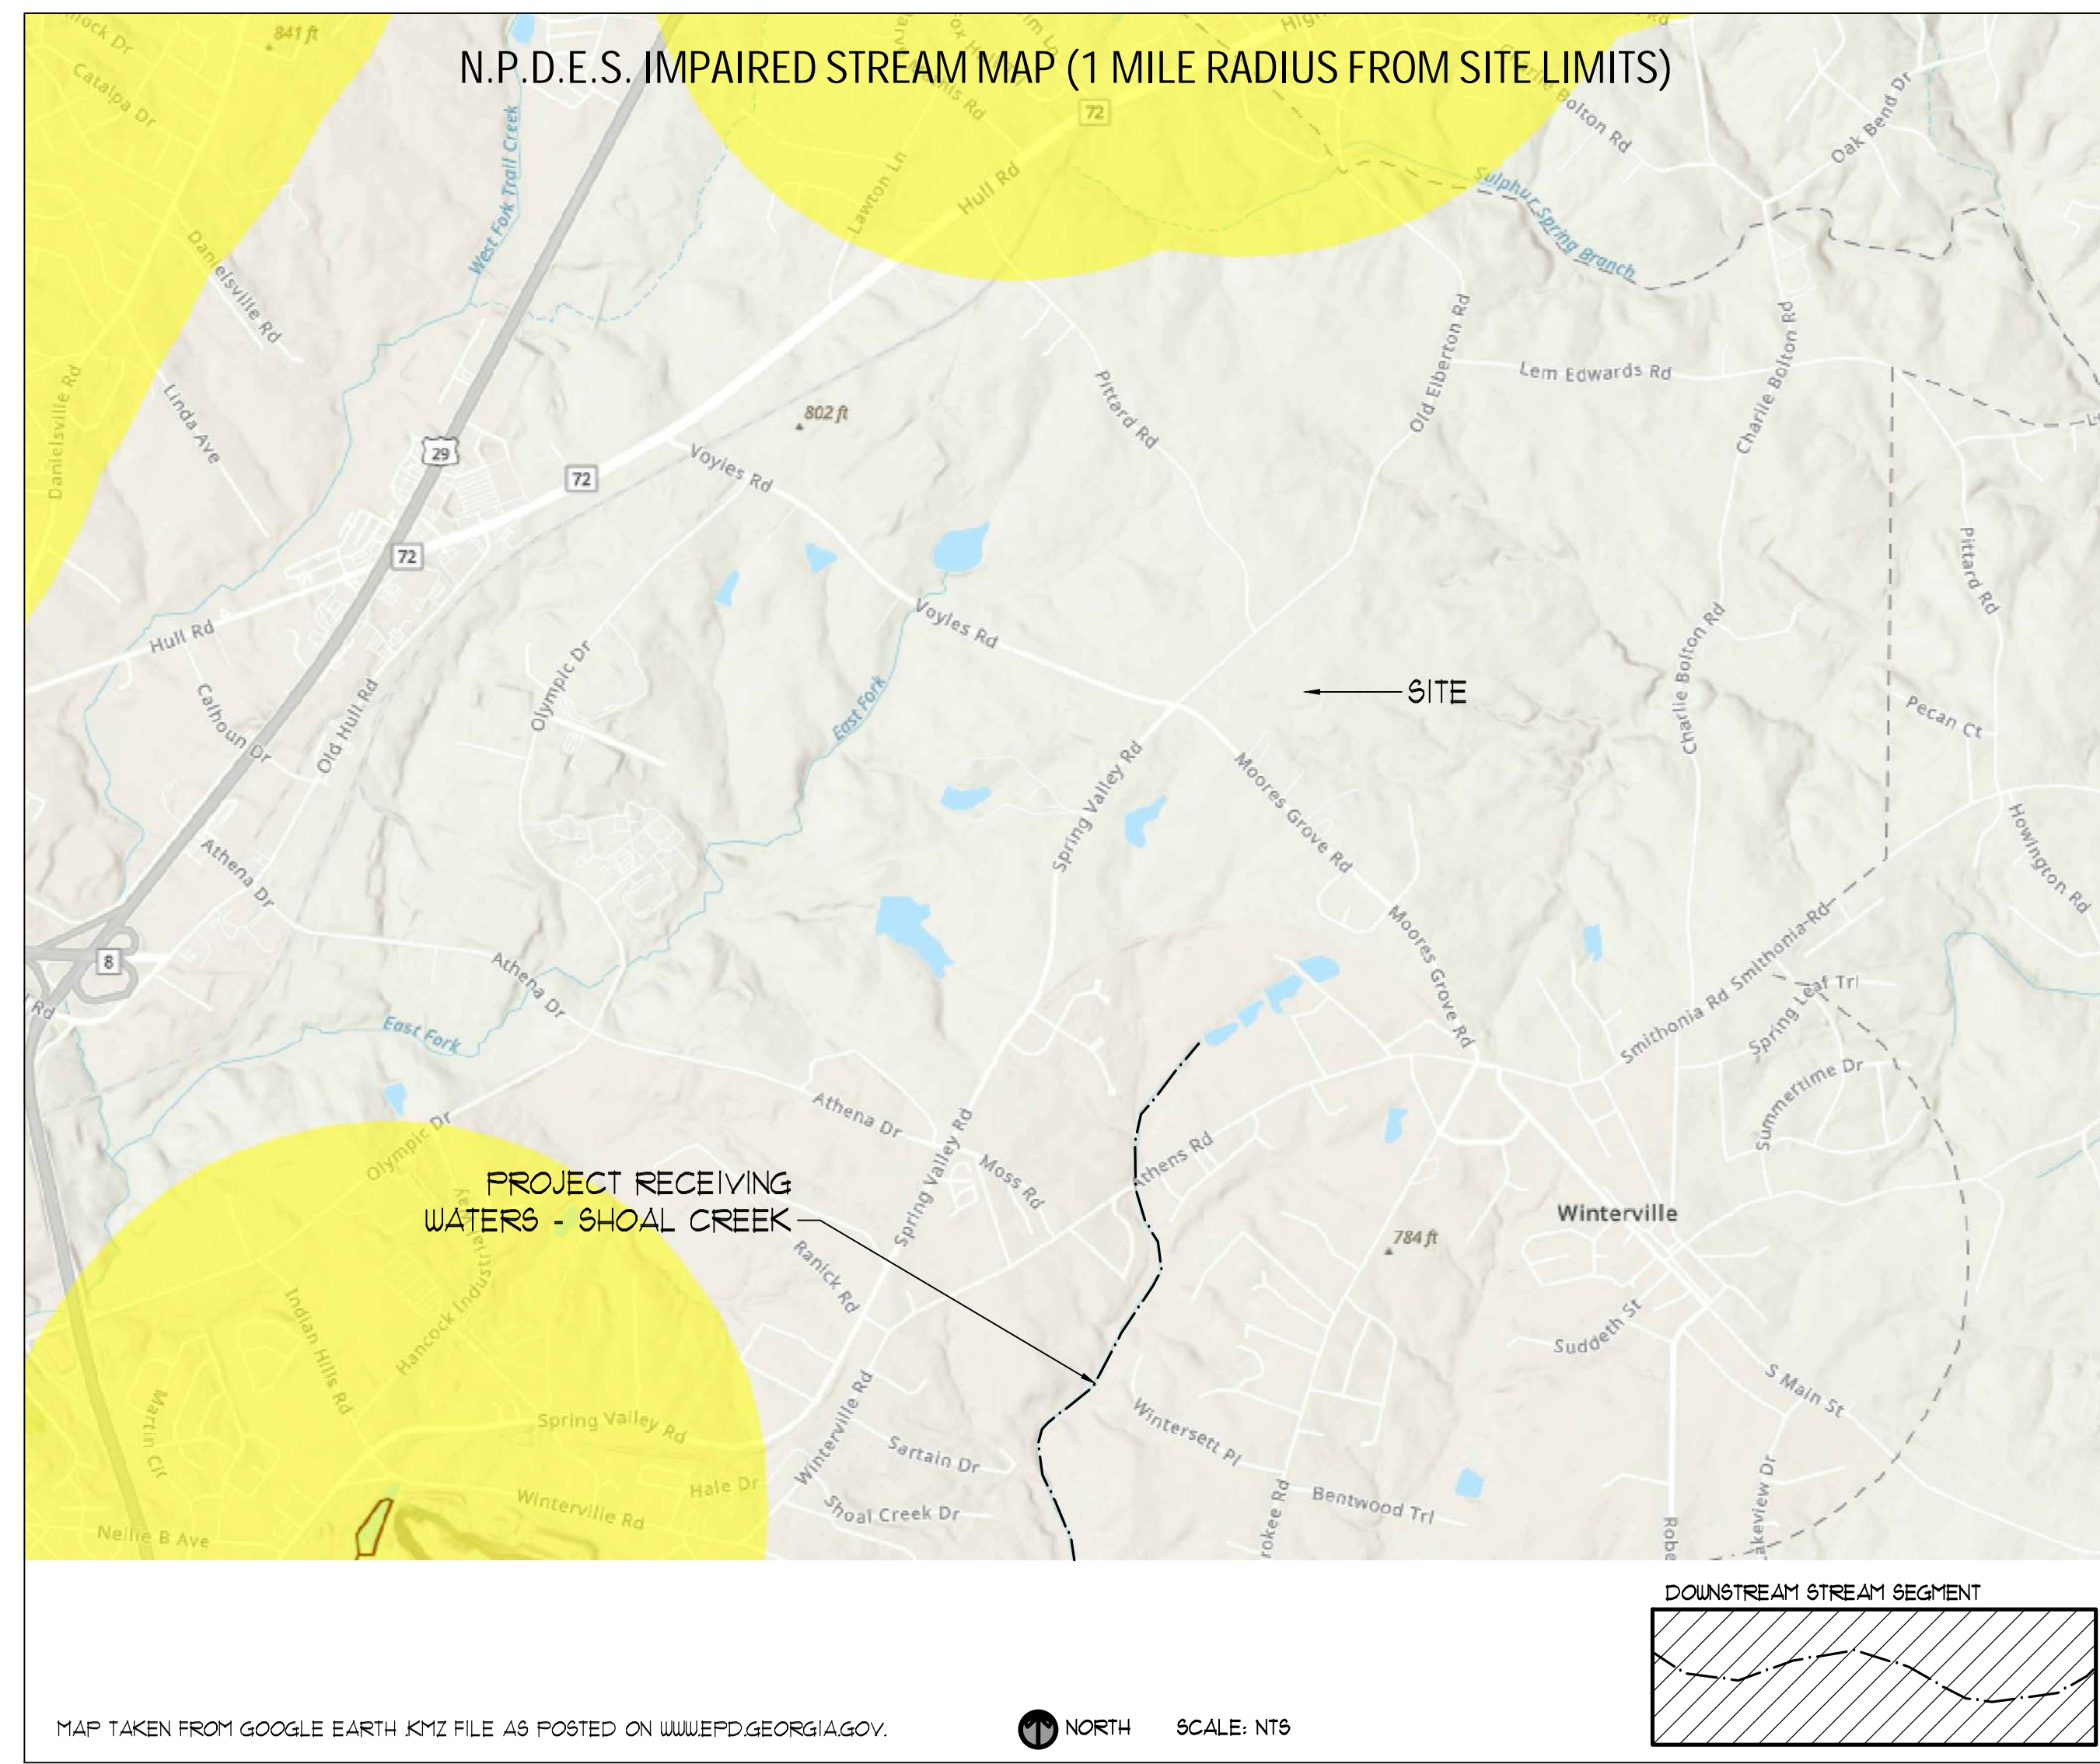 N.P.D.E.S. IMPAIRED STREAM MAP (1 MILE RADIUS FROM SITE LIMITS)
841 ft
Catalpa Dr
West Fork Trail Creek
72
Hull Rd
Lawton Ln
Charlie Bolton Rd
Oak Bend Dr
Sulphur Spring Branch
Danielsville Rd
Danielsville Rd
Linda Ave
29
72
72
802 ft
Voyles Rd
Pittard Rd
Old Elberton Rd
Lem Edwards Rd
Charlie Bolton Rd
Pittard Rd
Hull Rd
Calhoun Dr
Old Hull Rd
Olympic Dr
East Fork
Voyles Rd
SITE
Charlie Bolton Rd
Pecan Ct
Spring Valley Rd
Moores Grove Rd
Howington Rd
Athena Dr
8
Rd
Athena Dr
East Fork
Moores Grove Rd
Smithonia Rd
Smithonia Rd
Spring Leaf Trl
Summertime Dr
Olympic Dr
Athena Dr
Spring Valley Rd
Moss Rd
Athens Rd
PROJECT RECEIVING
WATERS - SHOAL CREEK
Winterville
784 ft
Ranick Rd
Indian Hills Rd
Hancock Industrial Way
Suddeth St
S Main St
Martin Cir
Spring Valley Rd
Winterville Rd
Sartain Dr
Wintersett Pl
Winterville Rd
Hale Dr
Shoal Creek Dr
Bentwood Trl
rokee Rd
Robe
akeview Dr
Nellie B Ave
DOWNSTREAM STREAM SEGMENT
MAP TAKEN FROM GOOGLE EARTH .KMZ FILE AS POSTED ON WWW.EPD.GEORGIA.GOV.
NORTH
SCALE: NTS